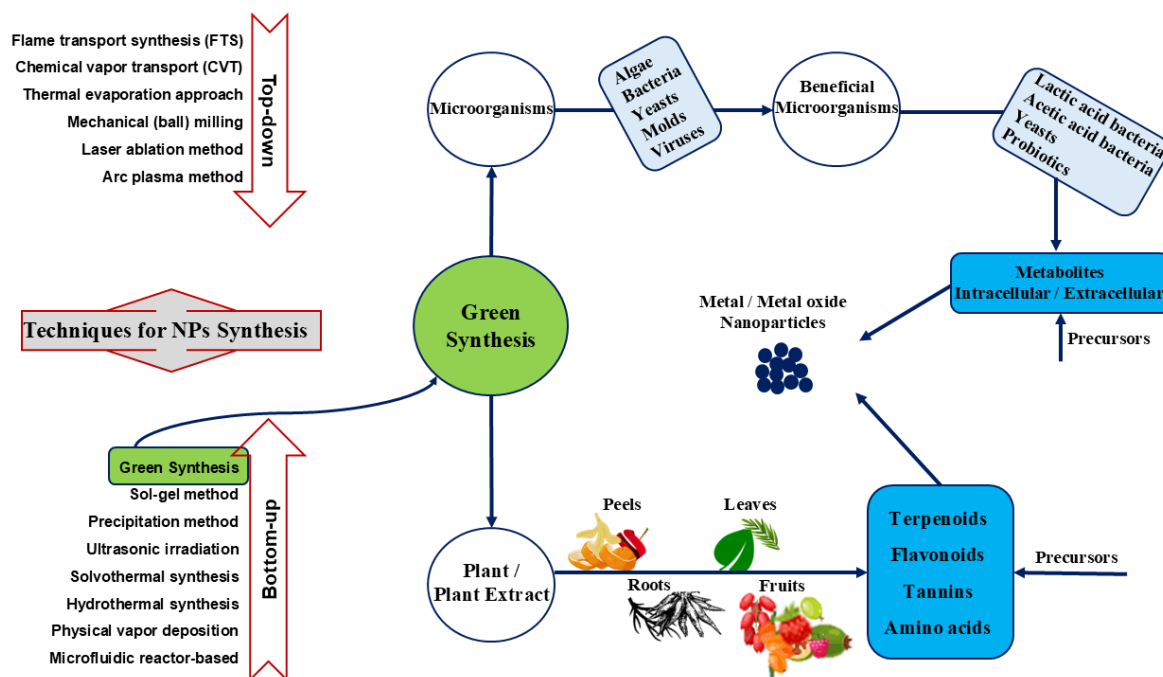 Flame transport synthesis (FTS)
Chemical vapor transport (CVT)
Thermal evaporation approach
Mechanical (ball) milling
Laser ablation method
Arc plasma method
Top-down
Techniques for NPs Synthesis
Green Synthesis
Sol-gel method
Precipitation method
Ultrasonic irradiation
Solvothermal synthesis
Hydrothermal synthesis
Physical vapor deposition
Microfluidic reactor-based
Bottom-up
Green
Synthesis
Microorganisms
Algae
Bacteria
Yeasts
Molds
Viruses
Beneficial
Microorganisms
Lactic acid bacteria
Acetic acid bacteria
Yeasts
Probiotics
Metabolites
Intracellular / Extracellular
Precursors
Metal / Metal oxide
Nanoparticles
Plant /
Plant Extract
Peels
Leaves
Roots
Fruits
Terpenoids
Flavonoids
Tannins
Amino acids
Precursors